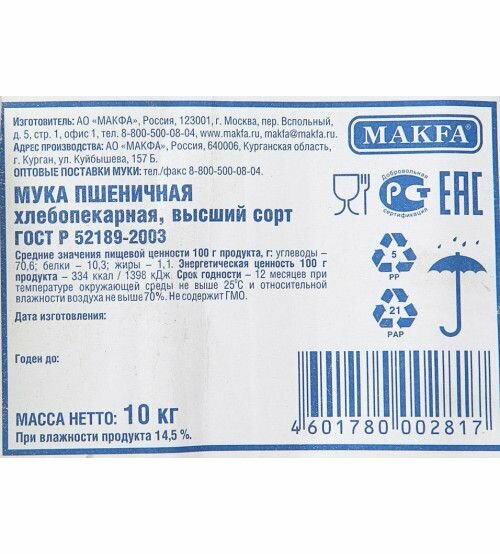 Изготовитель: АО «МАКФА», Россия, 123001, г. Москва, пер. Вспольный,
д. 5, стр. 1, офис 1, тел. 8-800-500-08-04, www.makfa.ru, makfa@makfa.ru.
Адрес производства: АО «МАКФА», Россия, 640006, Курганская область,
г. Курган, ул. Куйбышева, 157 Б.
ОПТОВЫЕ ПОСТАВКИ МУКИ: тел./факс 8-800-500-08-04.
MAKFA®
МУКА ПШЕНИЧНАЯ
хлебопекарная, высший сорт
ГОСТ Р 52189-2003
Добровольная
сертификация
EAC
Средние значения пищевой ценности 100 г продукта, г: углеводы –
70,6; белки – 10,3; жиры – 1,1. Энергетическая ценность 100 г
продукта – 334 ккал / 1398 кДж. Срок годности – 12 месяцев при
температуре окружающей среды не выше 25°С и относительной
влажности воздуха не выше 70%. Не содержит ГМО.
5
PP
21
PAP
Дата изготовления:
Годен до:
МАССА НЕТТО: 10 кг
При влажности продукта 14,5 %.
4 601780 002817